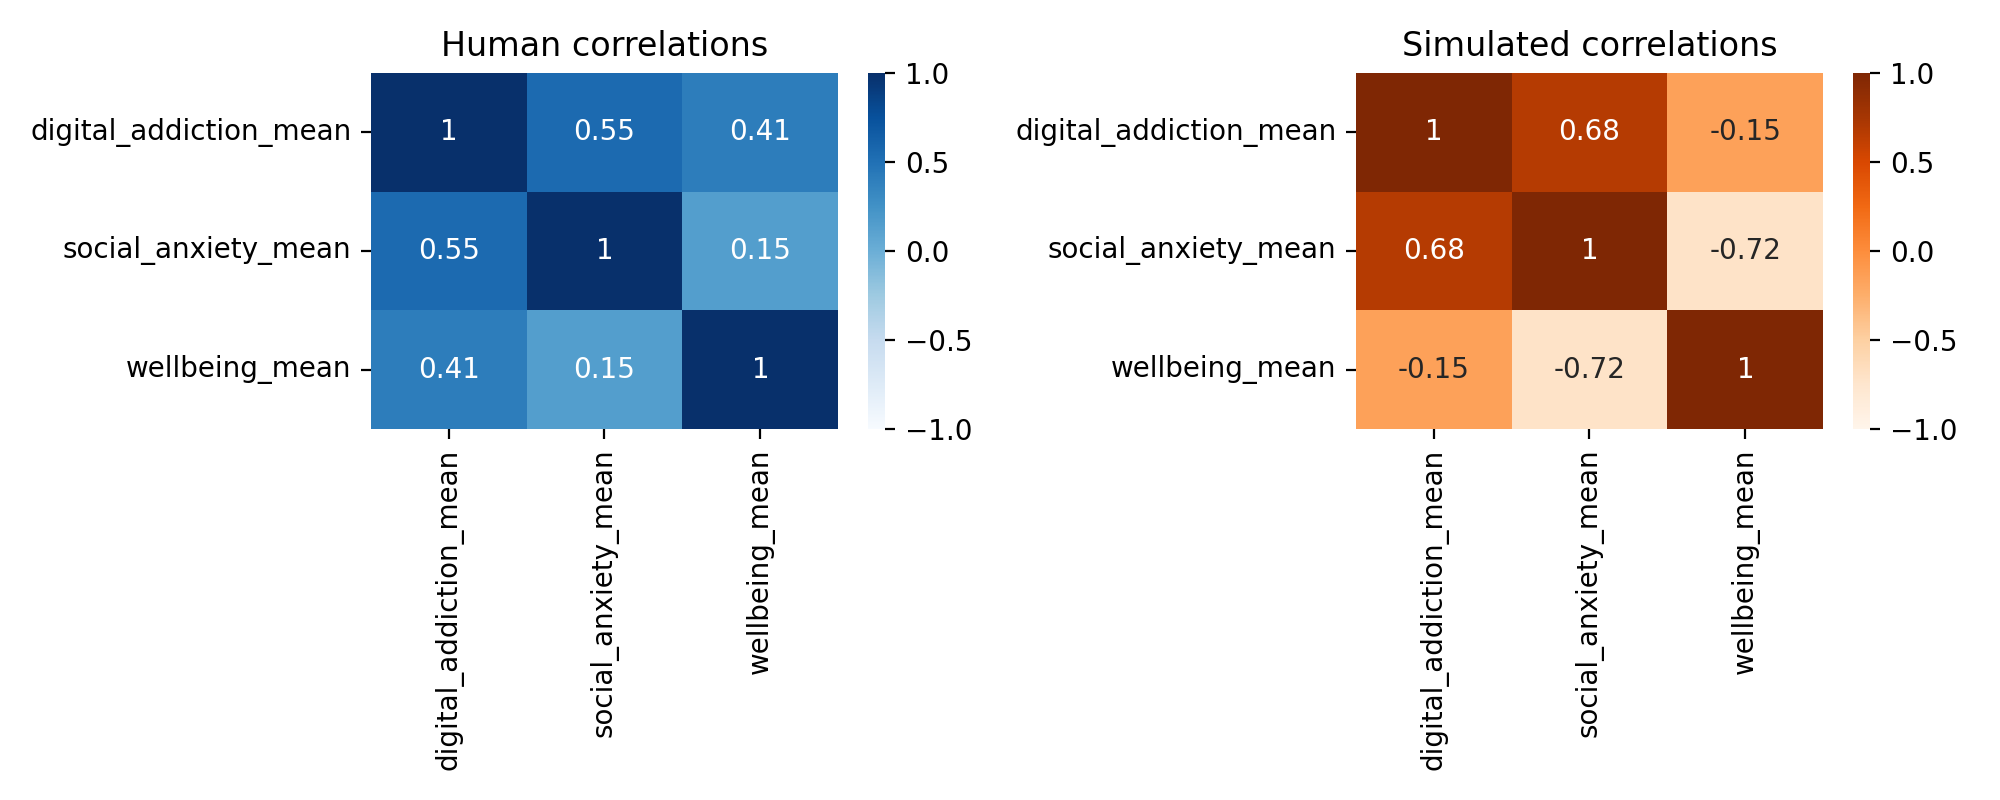 Human correlations
digital_addiction_mean
social_anxiety_mean
wellbeing_mean
1 0.55 0.41
0.55 1 0.15
0.41 0.15 1
digital_addiction_mean
social_anxiety_mean
wellbeing_mean
1.0
0.5
0.0
−0.5
−1.0
Simulated correlations
digital_addiction_mean
social_anxiety_mean
wellbeing_mean
1 0.68 -0.15
0.68 1 -0.72
-0.15 -0.72 1
digital_addiction_mean
social_anxiety_mean
wellbeing_mean
1.0
0.5
0.0
−0.5
−1.0